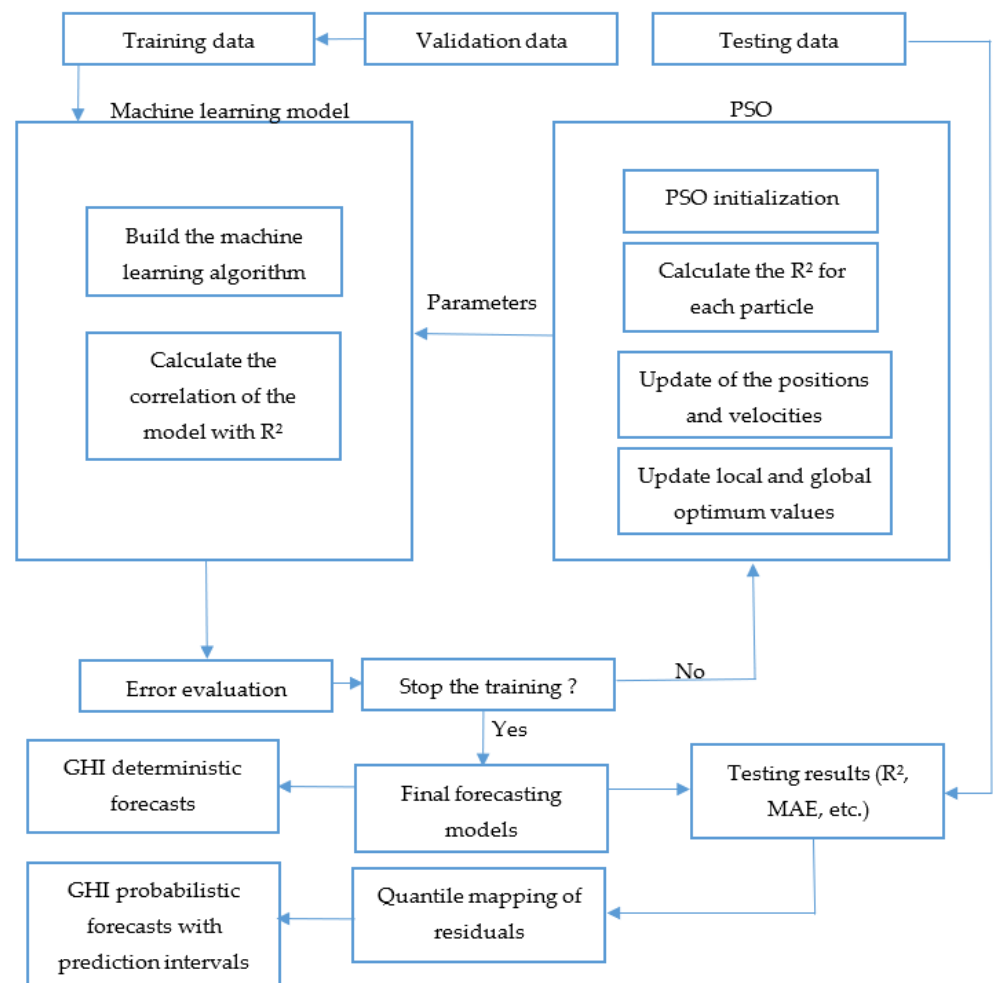 Training data
Validation data
Testing data
Machine learning model
PSO
Build the machine
learning algorithm
Calculate the
correlation of the
model with R²
Parameters
PSO initialization
Calculate the R² for
each particle
Update of the positions
and velocities
Update local and global
optimum values
Error evaluation
Stop the training ?
No
Yes
GHI deterministic
forecasts
Final forecasting
models
Testing results (R²,
MAE, etc.)
GHI probabilistic
forecasts with
prediction intervals
Quantile mapping of
residuals